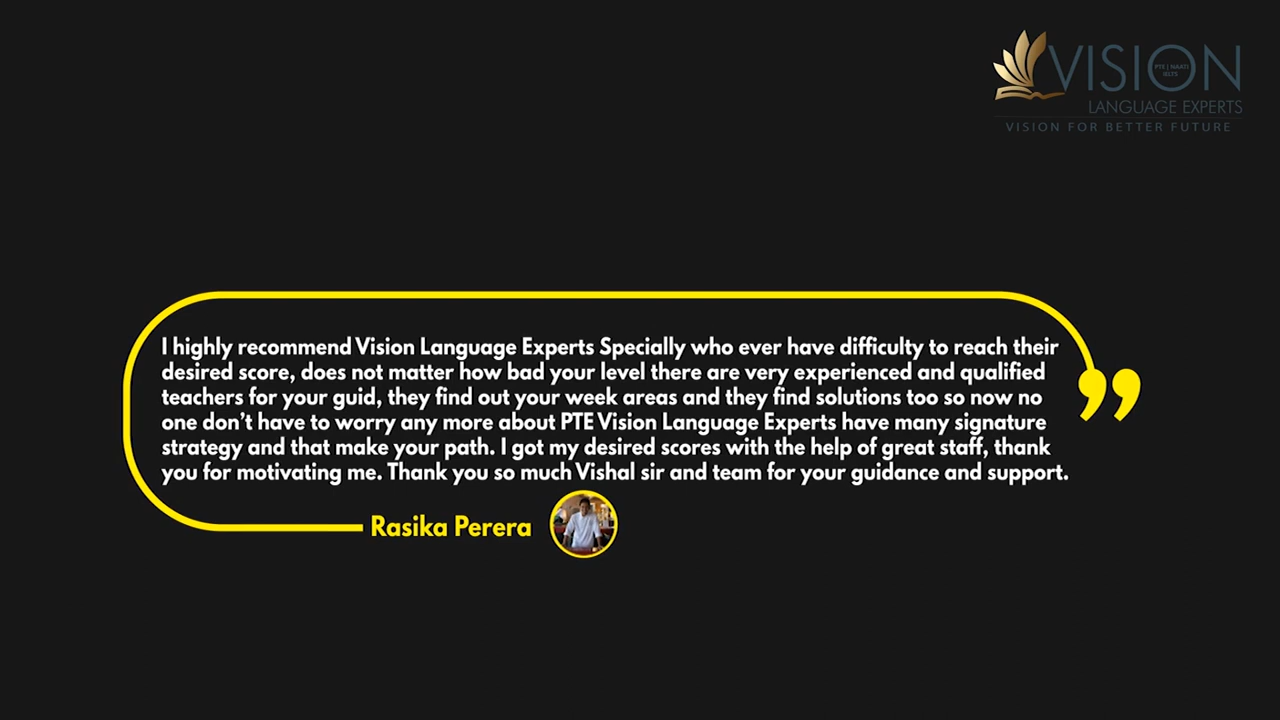 VISION
PTE | NAATI
IELTS
LANGUAGE EXPERTS
VISION FOR BETTER FUTURE
I highly recommend Vision Language Experts Specially who ever have difficulty to reach their
desired score, does not matter how bad your level there are very experienced and qualified
teachers for your guid, they find out your week areas and they find solutions too so now no
one don't have to worry any more about PTE Vision Language Experts have many signature
strategy and that make your path. I got my desired scores with the help of great staff, thank
you for motivating me. Thank you so much Vishal sir and team for your guidance and support.
Rasika Perera